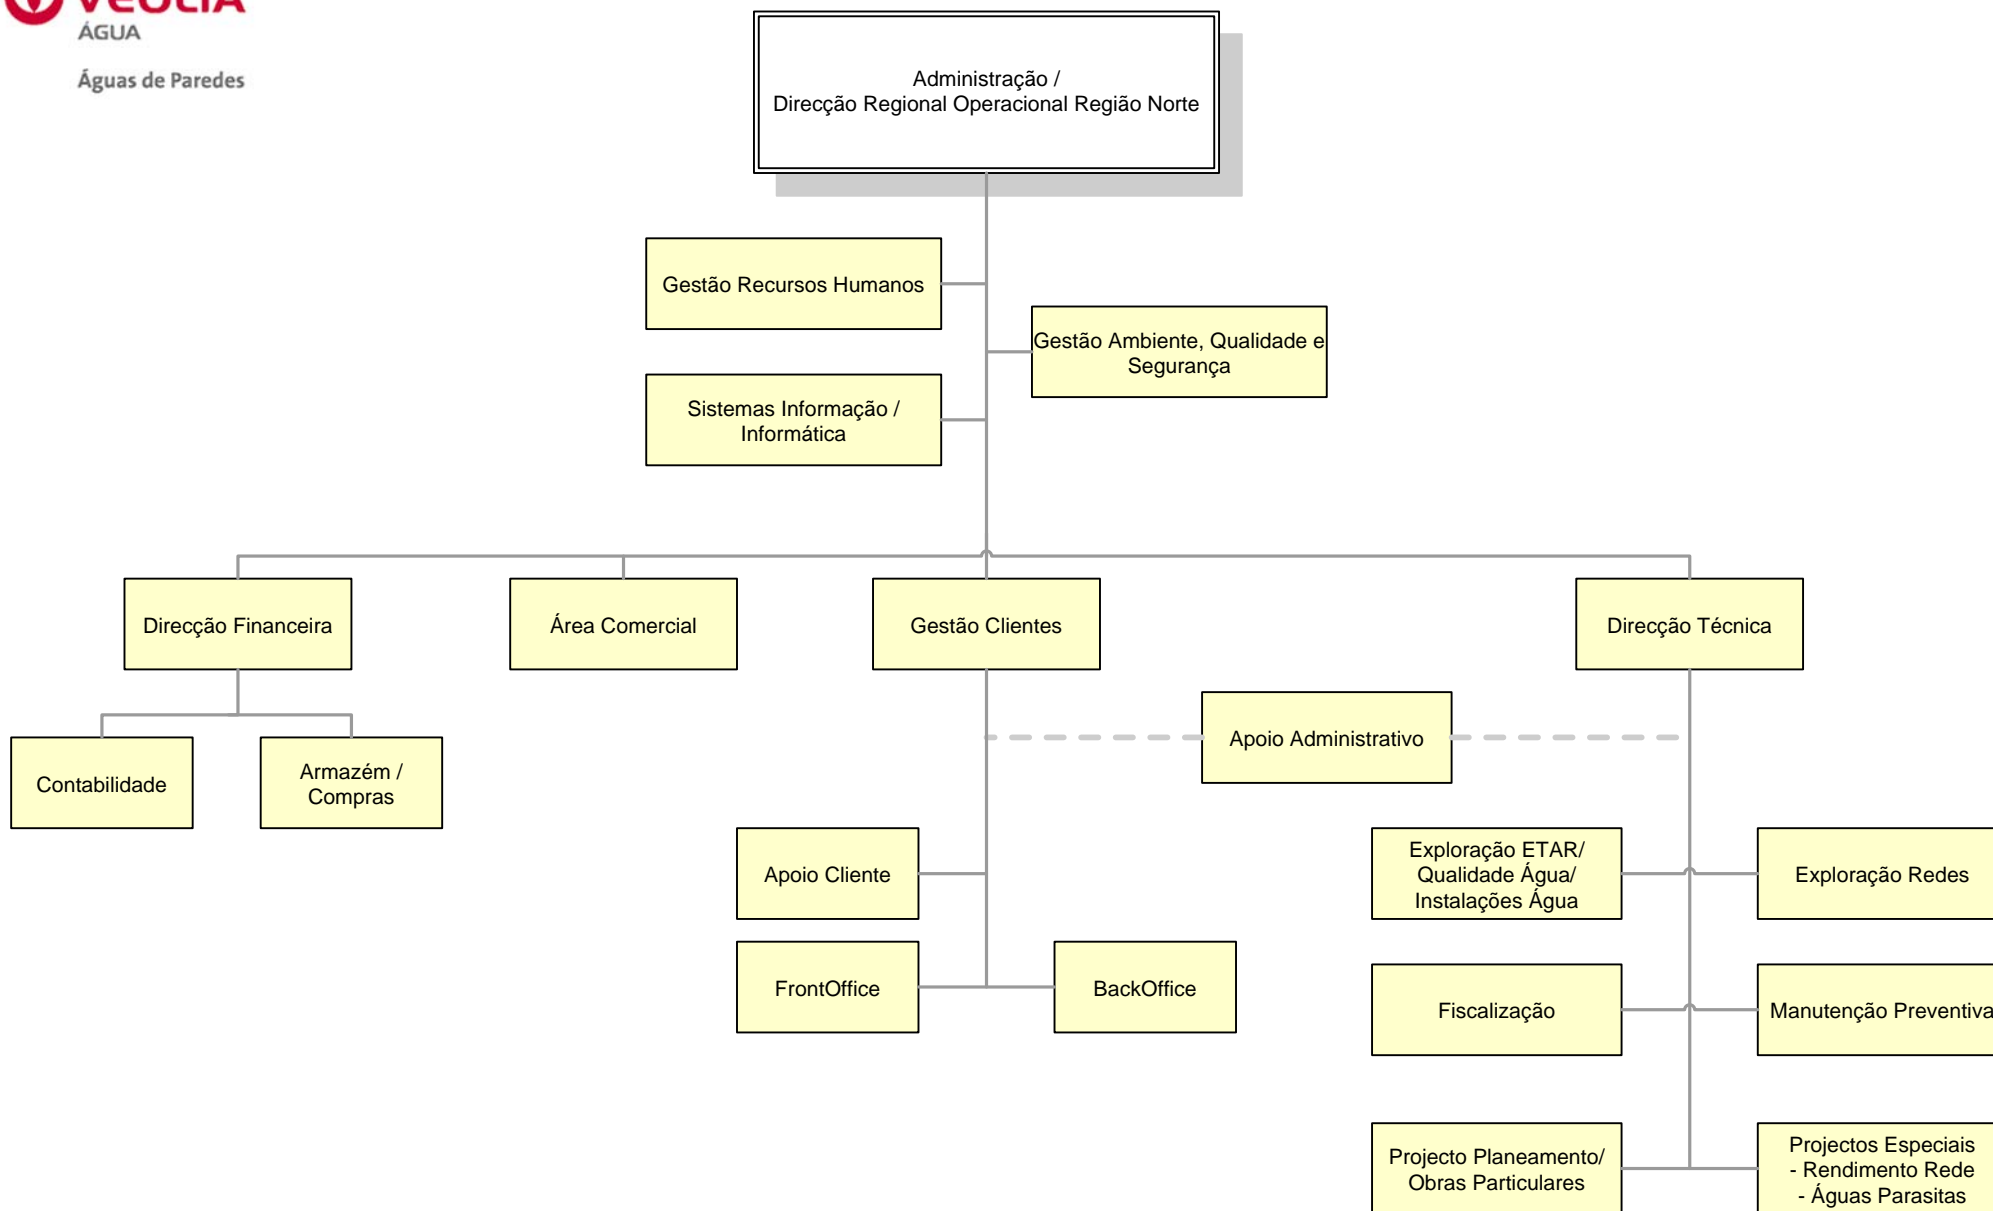 VEOLIA
ÁGUA
Águas de Paredes
Administração /
Direcção Regional Operacional Região Norte
Gestão Recursos Humanos
Gestão Ambiente, Qualidade e
Segurança
Sistemas Informação /
Informática
Direcção Financeira
Área Comercial
Gestão Clientes
Direcção Técnica
Apoio Administrativo
Contabilidade
Armazém /
Compras
Apoio Cliente
Exploração ETAR/
Qualidade Água/
Instalações Água
Exploração Redes
FrontOffice
BackOffice
Fiscalização
Manutenção Preventiva
Projecto Planeamento/
Obras Particulares
Projectos Especiais
- Rendimento Rede
- Águas Parasitas